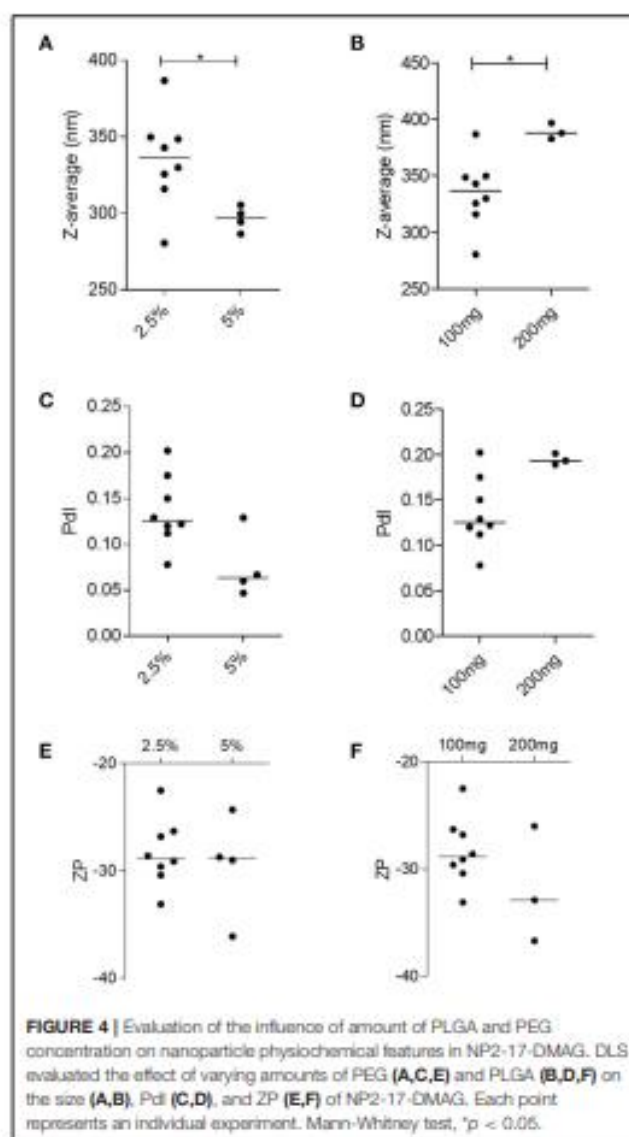 A
B
*
*
400
350
300
250
Z-average (nm)
2.5%
5%
450
400
350
300
250
Z-average (nm)
100mg
200mg
C
D
0.25
0.20
0.15
0.10
0.05
0.00
PdI
2.5%
5%
0.25
0.20
0.15
0.10
0.05
0.00
PdI
100mg
200mg
E
F
2.5%
5%
-20
-30
-40
ZP
100mg
200mg
-20
-30
-40
ZP
FIGURE 4 | Evaluation of the influence of amount of PLGA and PEG
concentration on nanoparticle physiochemical features in NP2-17-DMAG. DLS
evaluated the effect of varying amounts of PEG (A,C,E) and PLGA (B,D,F) on
the size (A,B), PdI (C,D), and ZP (E,F) of NP2-17-DMAG. Each point
represents an individual experiment. Mann-Whitney test, *p < 0.05.